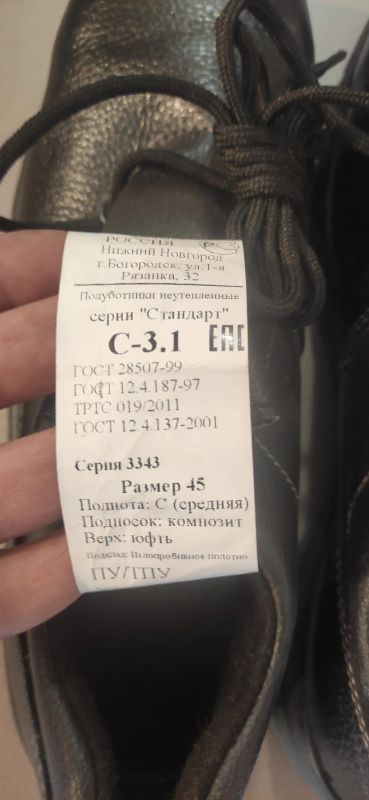 РОССИЯ
Нижний Новгород
г.Богородск, ул.1-я
Рязанка, 32
Полуботинки неутепленные
серии "Стандарт"
С-3.1 ЕАС
ГОСТ 28507-99
ГОСТ 12.4.187-97
ТРТС 019/2011
ГОСТ 12.4.137-2001
Серия 3343
Размер 45
Полнота: С (средняя)
Подносок: композит
Верх: юфть
Подклад: Иглопробивное полотно
ПУ/ТПУ